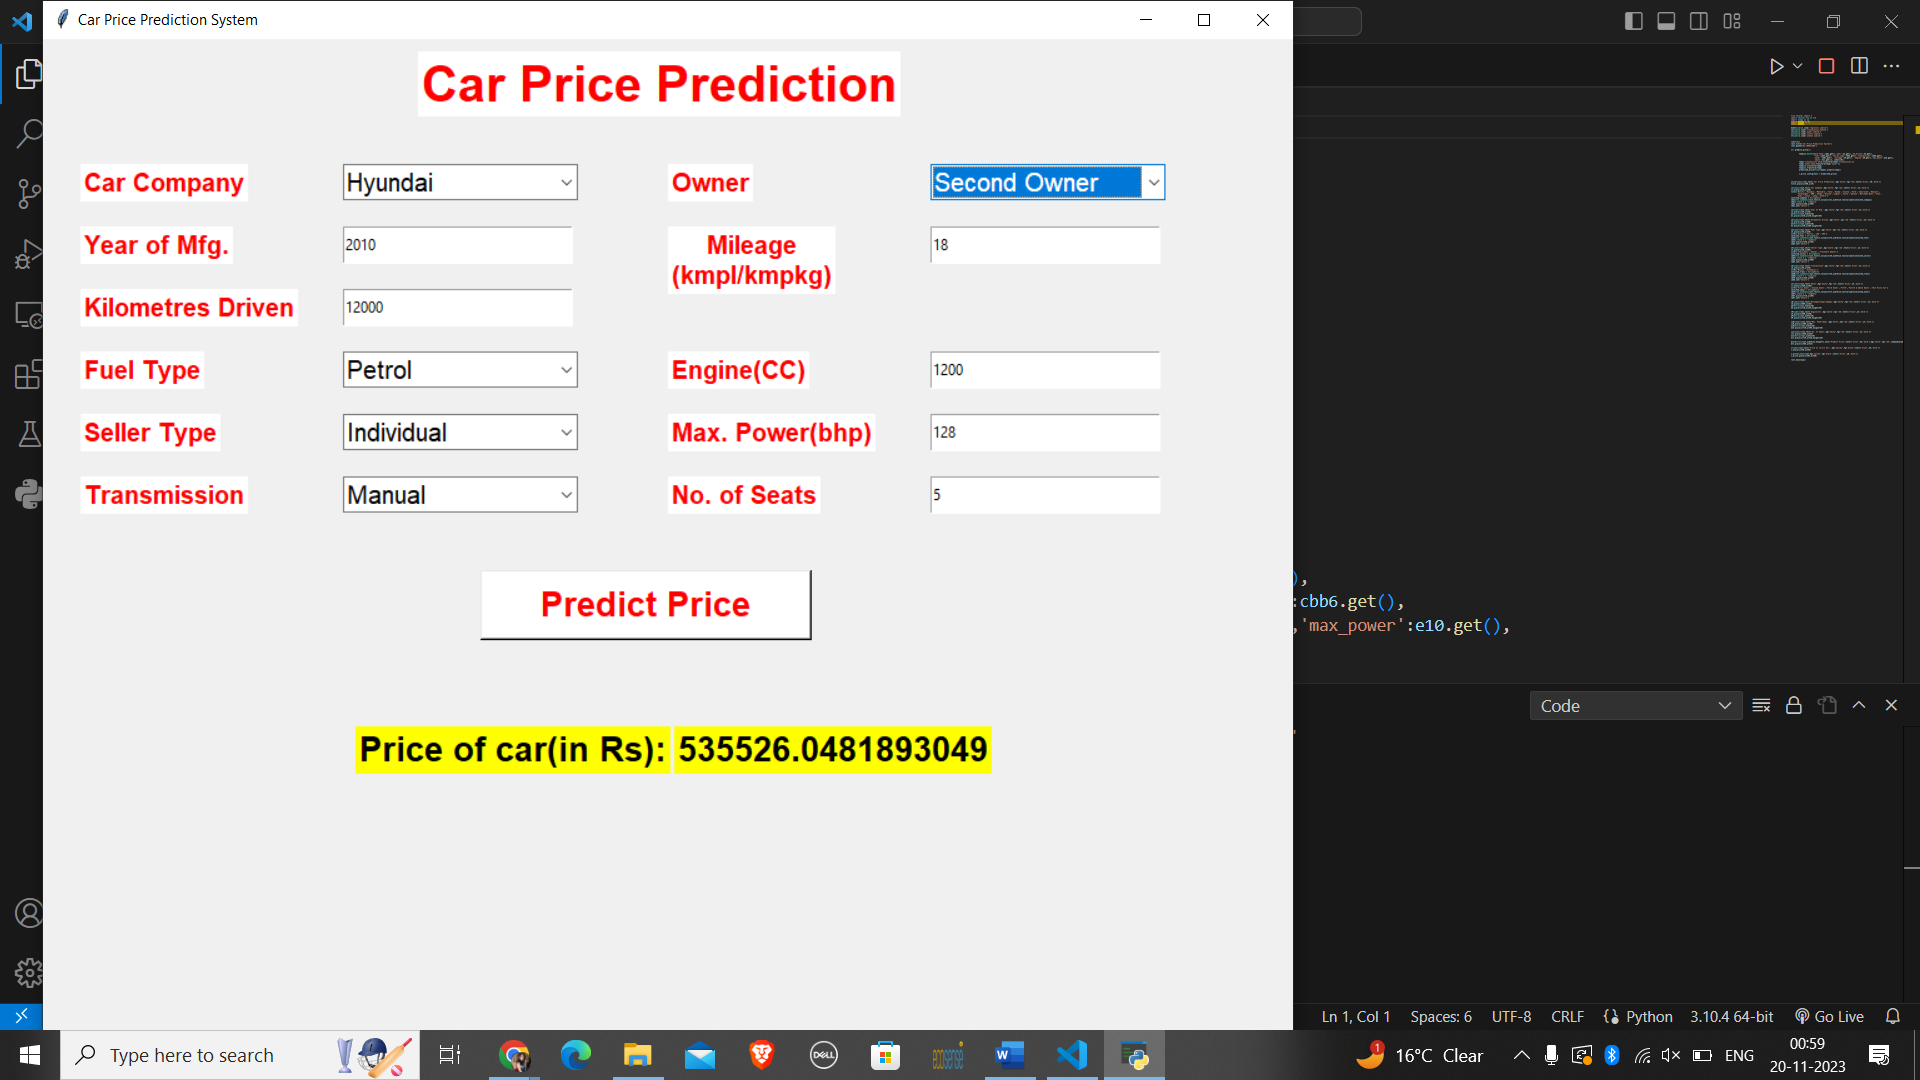 Car Price Prediction System
Car Price Prediction
Car Company
Hyundai
Owner
Second Owner
Year of Mfg.
2010
Mileage
(kmpl/kmpkg)
18
Kilometres Driven
12000
Fuel Type
Petrol
Engine(CC)
1200
Seller Type
Individual
Max. Power(bhp)
128
Transmission
Manual
No. of Seats
5
Predict Price
Price of car(in Rs):
535526.0481893049
),
:cbb6.get(),
,'max_power':e10.get(),
Code
Ln 1, Col 1
Spaces: 6
UTF-8
CRLF
Python
3.10.4 64-bit
Go Live
Type here to search
DELL
ecosense
W
1
16°C Clear
ENG
00:59
20-11-2023